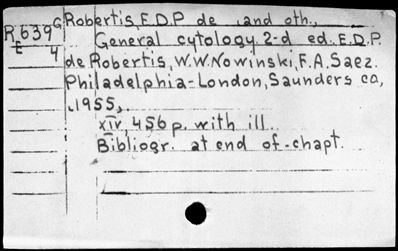 G Robertis, E.D.P. de , and oth.,
R,639 General cytology 2-d ed. E.D.P.
E 4 de Robertis, W.W.Nowinski, F.A. Saez.
Philadelphia-London, Saunders co,
,1955,.
XIV, 456 p. with ill.
Bibliogr. at end of-chapt.